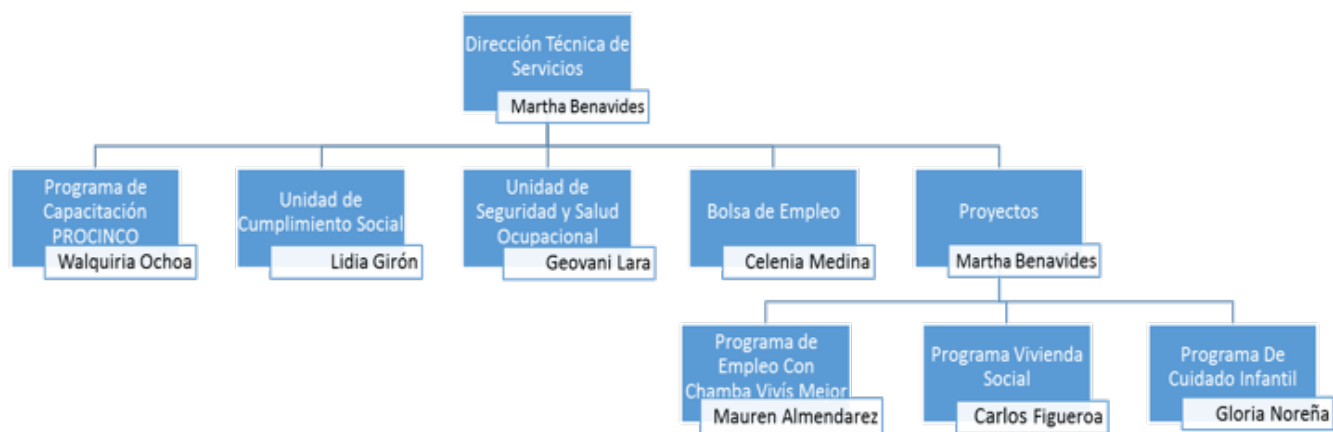 Dirección Técnica de
Servicios
Martha Benavides
Programa de
Capacitación
PROCINCO
Walquiria Ochoa
Unidad de
Cumplimiento Social
Lidia Girón
Unidad de
Seguridad y Salud
Ocupacional
Geovani Lara
Bolsa de Empleo
Celenia Medina
Proyectos
Martha Benavides
Programa de
Empleo Con
Chamba Vivís Mejor
Mauren Almendarez
Programa Vivienda
Social
Carlos Figueroa
Programa De
Cuidado Infantil
Gloria Noreña